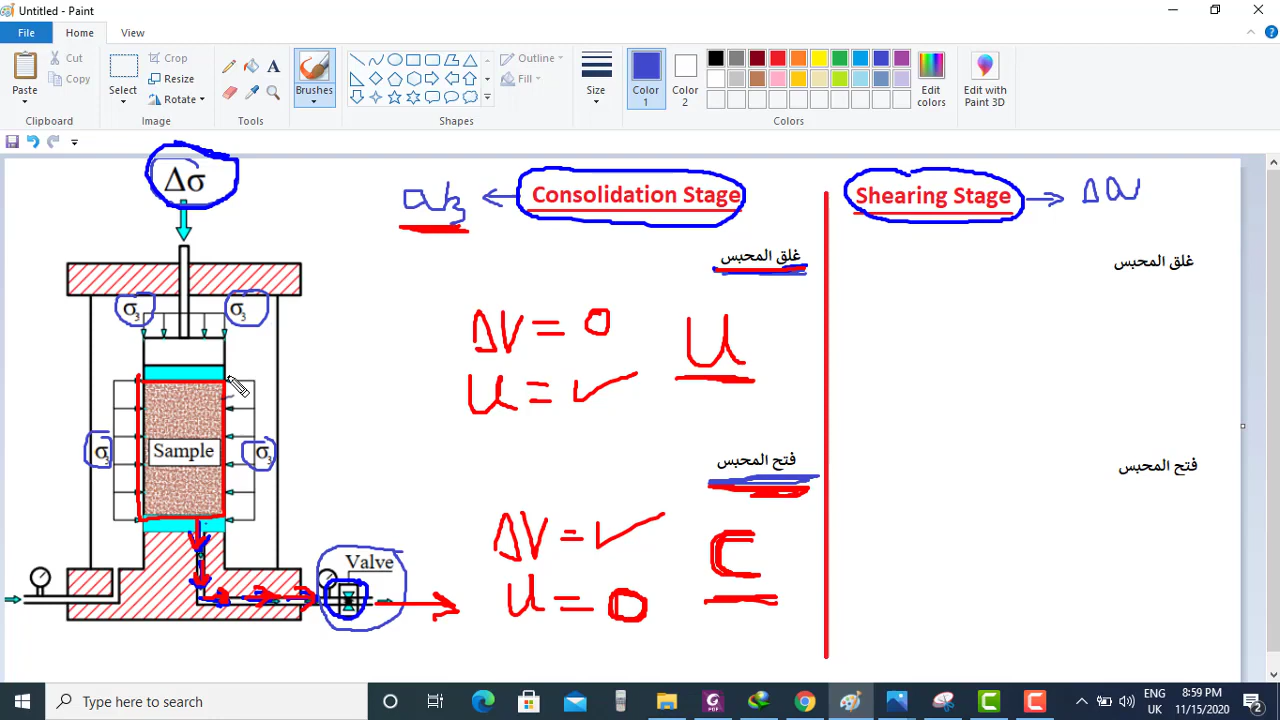 Untitled - Paint
File
Home
View
Paste
Cut
Copy
Clipboard
Select
Crop
Resize
Rotate
Image
Tools
Brushes
Shapes
Outline
Fill
Size
Color 1
Color 2
Colors
Edit colors
Edit with Paint 3D
Δσ
Consolidation Stage
Shearing Stage
σ3 σ3
غلق المحبس
غلق المحبس
ΔV = 0
U
U = ✓
σ3 Sample σ3
فتح المحبس
فتح المحبس
ΔV = ✓
C
U = 0
Valve
Type here to search
ENG
UK
8:59 PM
11/15/2020
2